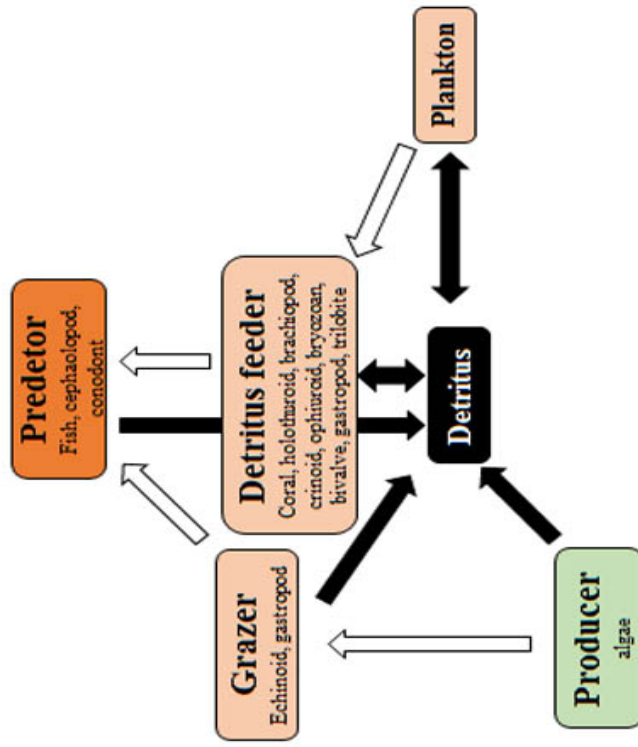 Predetor
Fish, cephaolopod,
conodont
Grazer
Echinoid, gastropod
Detritus feeder
Coral, holothuroid, brachiopod,
crinoid, ophiuroid, bryozoan,
bivalve, gastropod, trilobite
Plankton
Detritus
Producer
algae